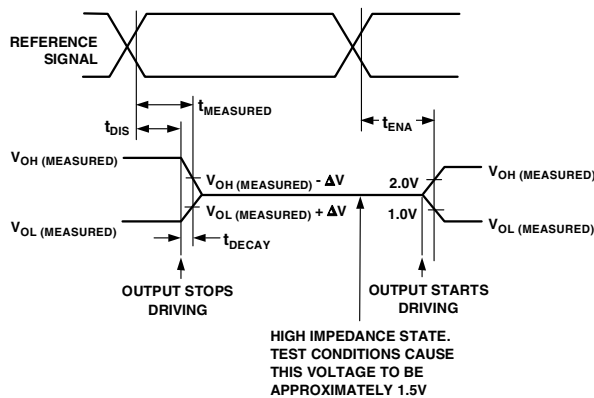 REFERENCE
SIGNAL
tMEASURED
tDIS
tENA
VOH (MEASURED)
VOH (MEASURED) - ΔV
2.0V
VOH (MEASURED)
VOL (MEASURED) + ΔV
1.0V
VOL (MEASURED)
VOL (MEASURED)
tDECAY
OUTPUT STOPS
DRIVING
OUTPUT STARTS
DRIVING
HIGH IMPEDANCE STATE.
TEST CONDITIONS CAUSE
THIS VOLTAGE TO BE
APPROXIMATELY 1.5V